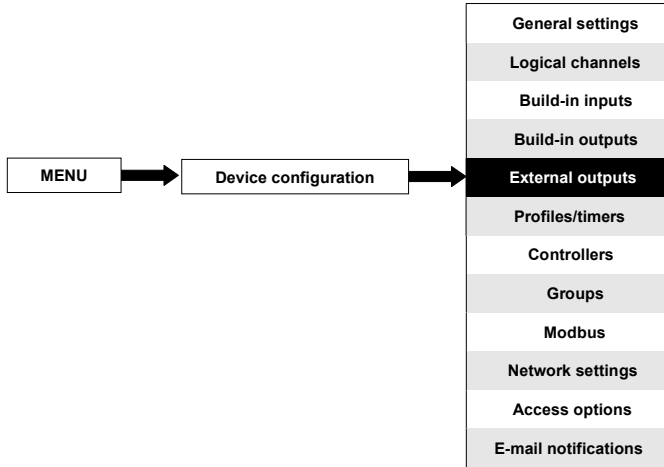 General settings
Logical channels
Build-in inputs
Build-in outputs
MENU
Device configuration
External outputs
Profiles/timers
Controllers
Groups
Modbus
Network settings
Access options
E-mail notifications